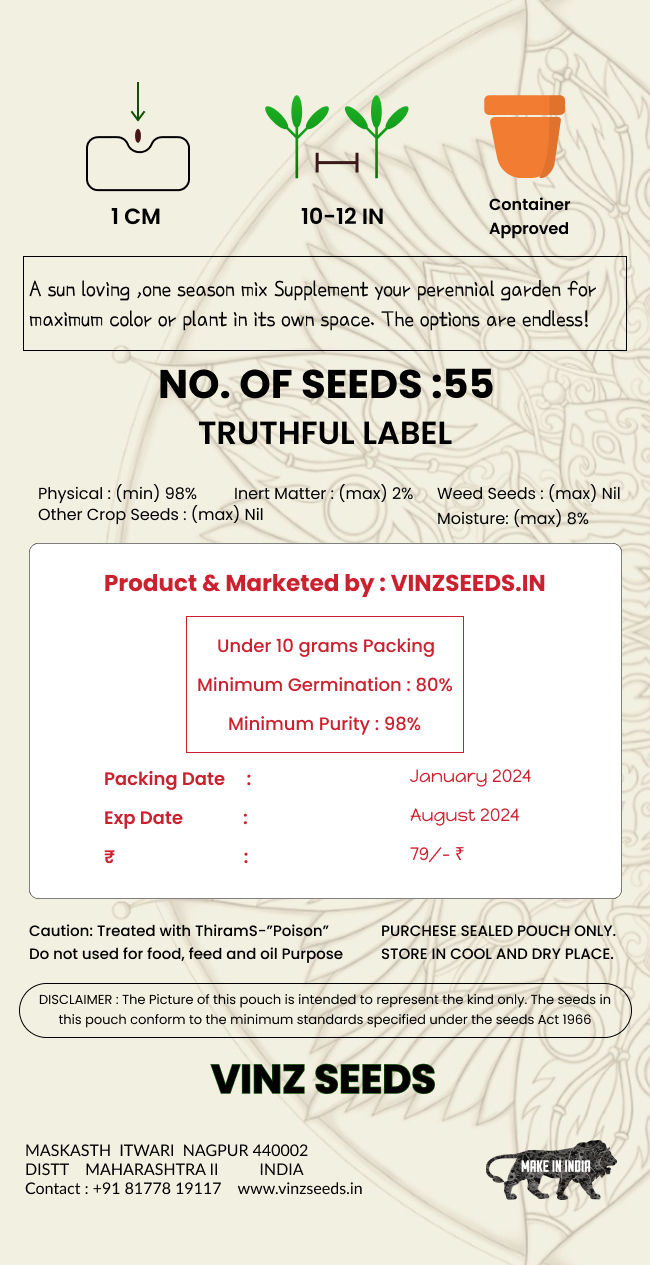 1 CM
10-12 IN
Container
Approved
A sun loving ,one season mix Supplement your perennial garden for
maximum color or plant in its own space. The options are endless!
NO. OF SEEDS :55
TRUTHFUL LABEL
Physical : (min) 98% Inert Matter : (max) 2% Weed Seeds : (max) Nil
Other Crop Seeds : (max) Nil Moisture: (max) 8%
Product & Marketed by : VINZSEEDS.IN
Under 10 grams Packing
Minimum Germination : 80%
Minimum Purity : 98%
Packing Date : January 2024
Exp Date : August 2024
₹ : 79/- ₹
Caution: Treated with ThiramS-”Poison”
Do not used for food, feed and oil Purpose
PURCHESE SEALED POUCH ONLY.
STORE IN COOL AND DRY PLACE.
DISCLAIMER : The Picture of this pouch is intended to represent the kind only. The seeds in
this pouch conform to the minimum standards specified under the seeds Act 1966
VINZ SEEDS
MASKASTH ITWARI NAGPUR 440002
DISTT MAHARASHTRA II INDIA
Contact : +91 81778 19117 www.vinzseeds.in
MAKE IN INDIA